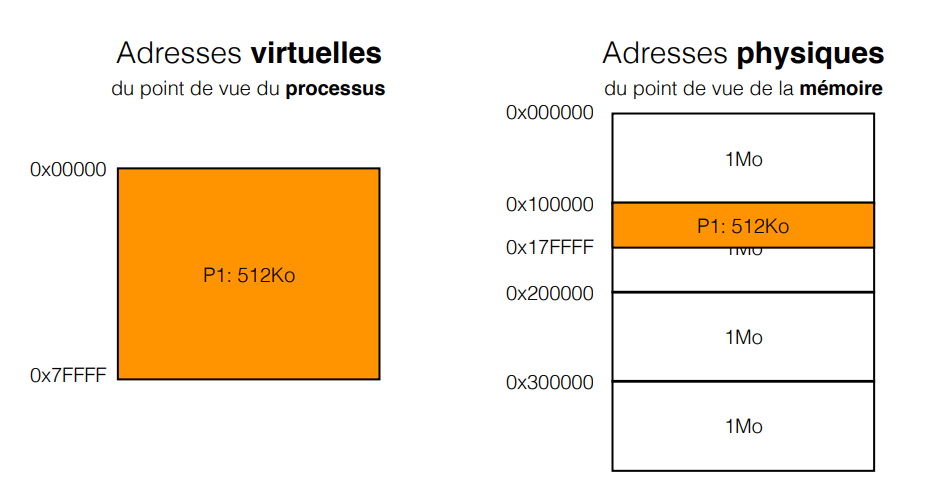 Adresses virtuelles
du point de vue du processus
0x00000
P1: 512Ko
0x7FFFF
Adresses physiques
du point de vue de la mémoire
0x000000
1Mo
0x100000
P1: 512Ko
0x17FFFF
1Mo
0x200000
1Mo
0x300000
1Mo